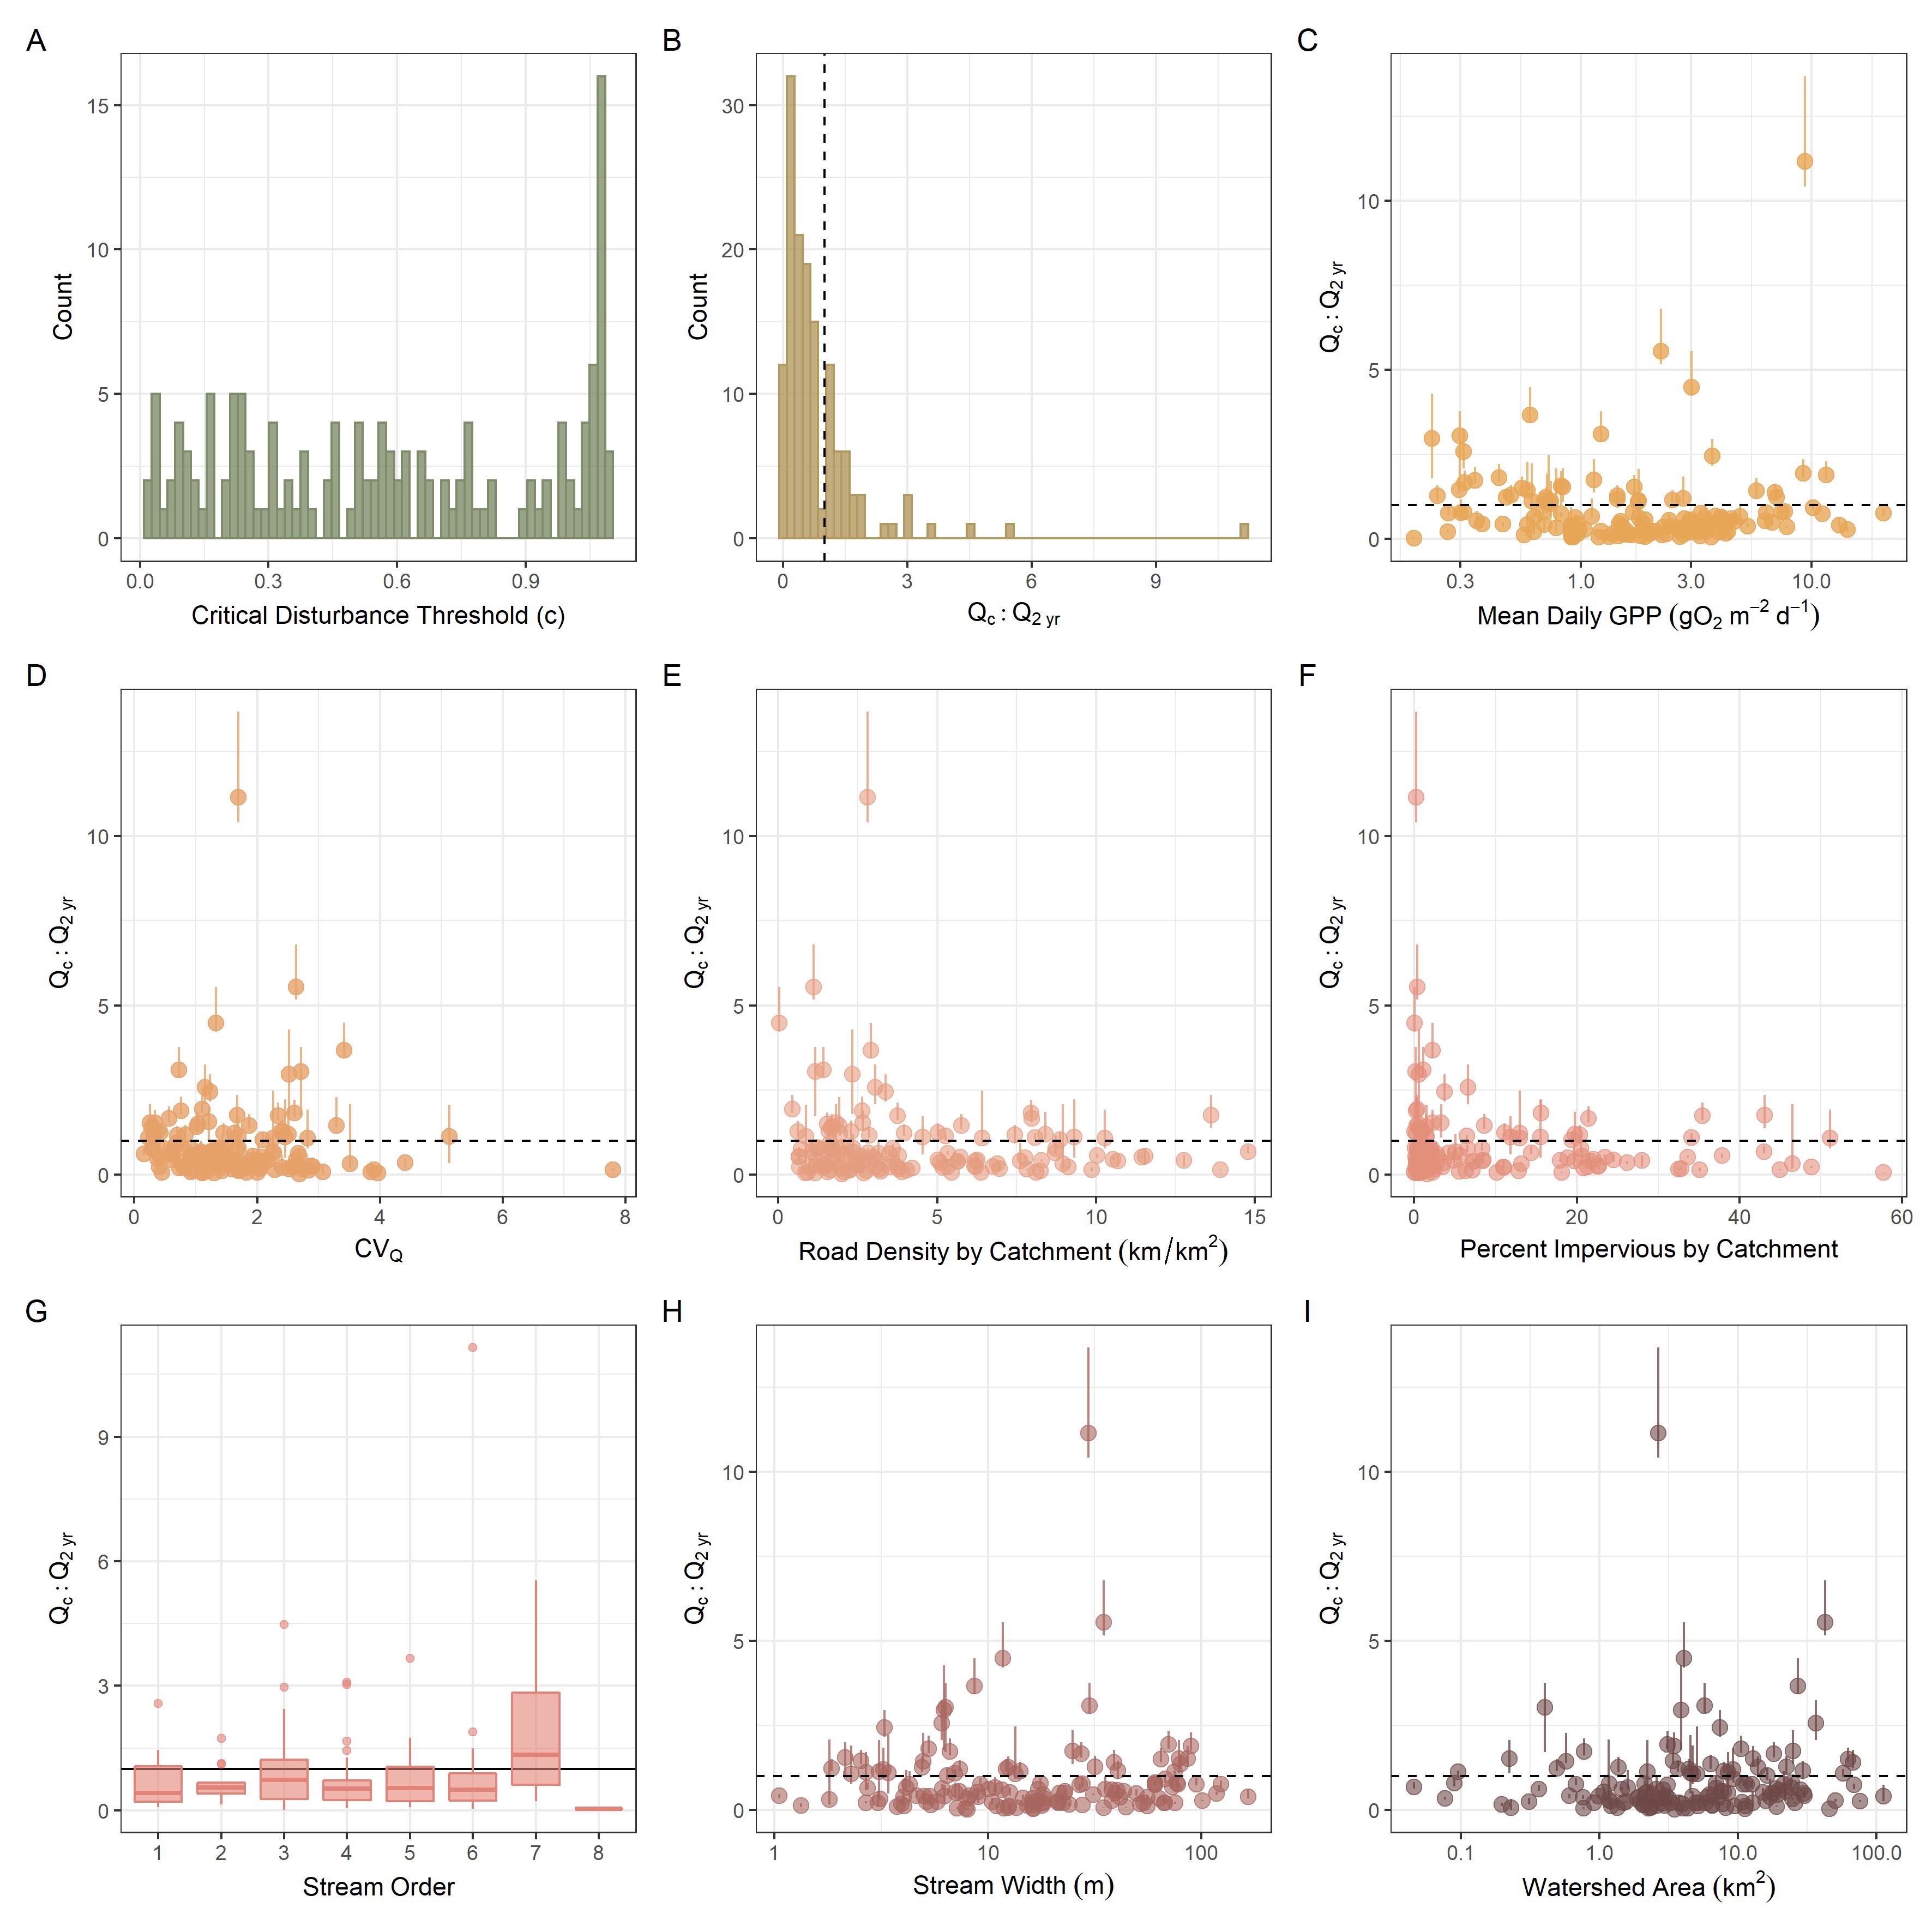 A
15
10
5
0
Count
0.0 0.3 0.6 0.9
Critical Disturbance Threshold (c)
B
30
20
10
0
Count
0 3 6 9
Qc : Q2 yr
C
10
5
0
Qc : Q2 yr
0.3 1.0 3.0 10.0
Mean Daily GPP (gO2 m−2 d−1)
D
10
5
0
Qc : Q2 yr
0 2 4 6 8
CVQ
E
10
5
0
Qc : Q2 yr
0 5 10 15
Road Density by Catchment (km/km2)
F
10
5
0
Qc : Q2 yr
0 20 40 60
Percent Impervious by Catchment
G
9
6
3
0
Qc : Q2 yr
1 2 3 4 5 6 7 8
Stream Order
H
10
5
0
Qc : Q2 yr
1 10 100
Stream Width (m)
I
10
5
0
Qc : Q2 yr
0.1 1.0 10.0 100.0
Watershed Area (km2)